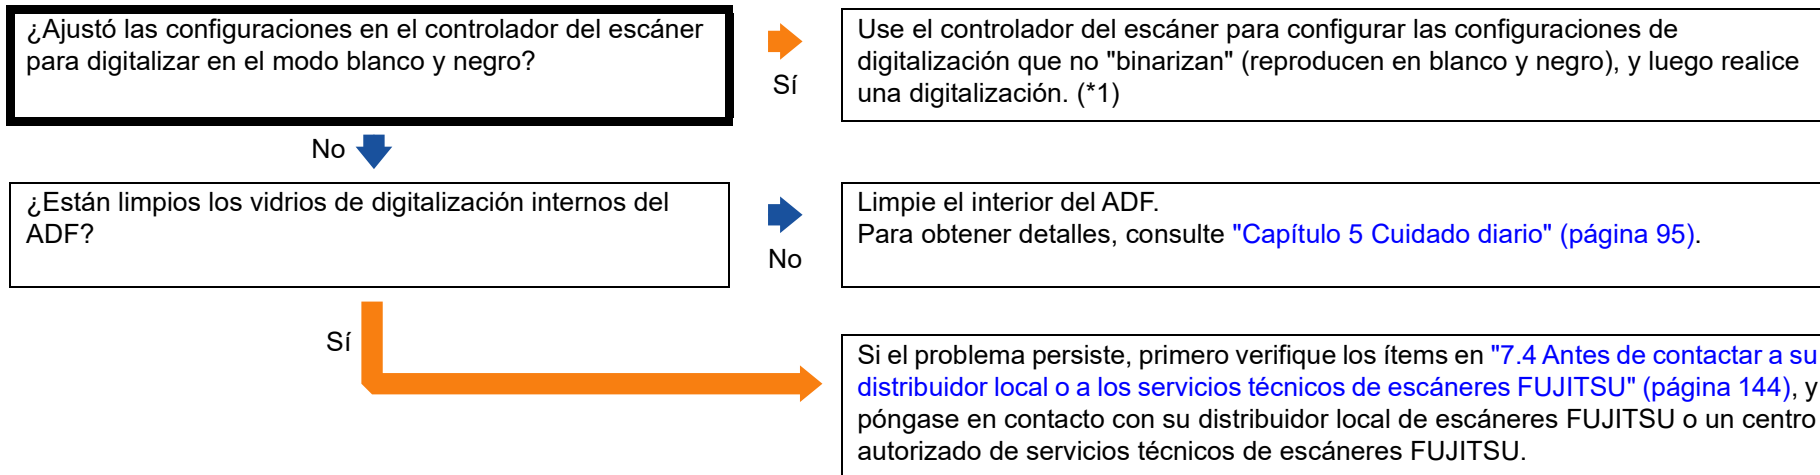 ¿Ajustó las configuraciones en el controlador del escáner
para digitalizar en el modo blanco y negro?
Sí
Use el controlador del escáner para configurar las configuraciones de
digitalización que no "binarizan" (reproducen en blanco y negro), y luego realice
una digitalización. (*1)
No
¿Están limpios los vidrios de digitalización internos del
ADF?
No
Limpie el interior del ADF.
Para obtener detalles, consulte "Capítulo 5 Cuidado diario" (página 95).
Sí
Si el problema persiste, primero verifique los ítems en "7.4 Antes de contactar a su
distribuidor local o a los servicios técnicos de escáneres FUJITSU" (página 144), y
póngase en contacto con su distribuidor local de escáneres FUJITSU o un centro
autorizado de servicios técnicos de escáneres FUJITSU.